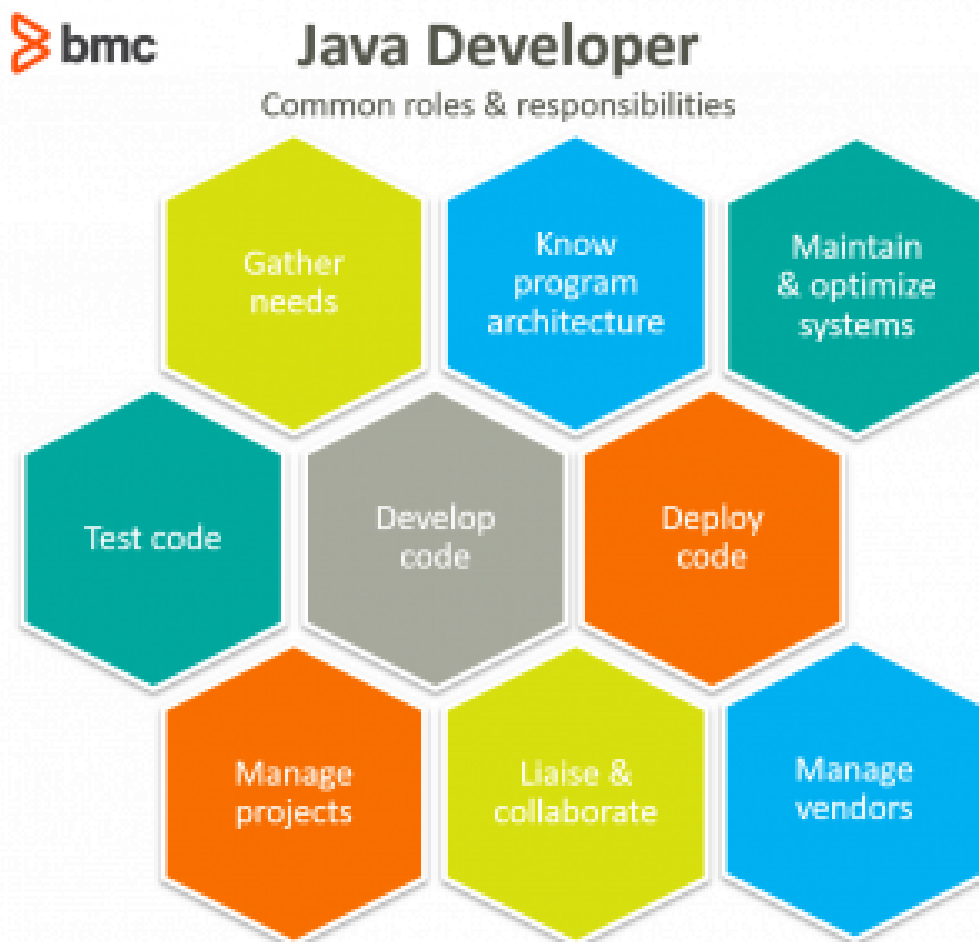 bmc
Java Developer
Common roles & responsibilities
Gather
needs
Know
program
architecture
Maintain
& optimize
systems
Test code
Develop
code
Deploy
code
Manage
projects
Liaise &
collaborate
Manage
vendors